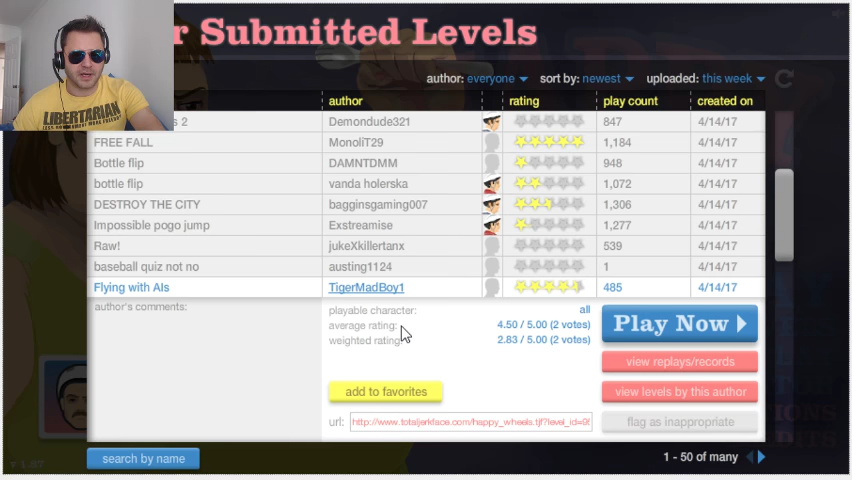 r Submitted Levels
LIBERTARIAN
author: everyone sort by: newest uploaded: this week
author rating play count created on
s 2 Demondude321 847 4/14/17
FREE FALL MonoliT29 1,184 4/14/17
Bottle flip DAMNTDMM 948 4/14/17
bottle flip vanda holerska 1,072 4/14/17
DESTROY THE CITY bagginsgaming007 1,306 4/14/17
Impossible pogo jump Exstreamise 1,277 4/14/17
Raw! jukeXkillertanx 539 4/14/17
baseball quiz not no austing1124 1 4/14/17
Flying with AIs TigerMadBoy1 485 4/14/17
author's comments:
playable character: all
average rating: 4.50 / 5.00 (2 votes)
weighted rating: 2.83 / 5.00 (2 votes)
Play Now
view replays/records
add to favorites
view levels by this author
url: http://www.totaljerkface.com/happy_wheels.tjf?level_id=9
flag as inappropriate
search by name
1 - 50 of many